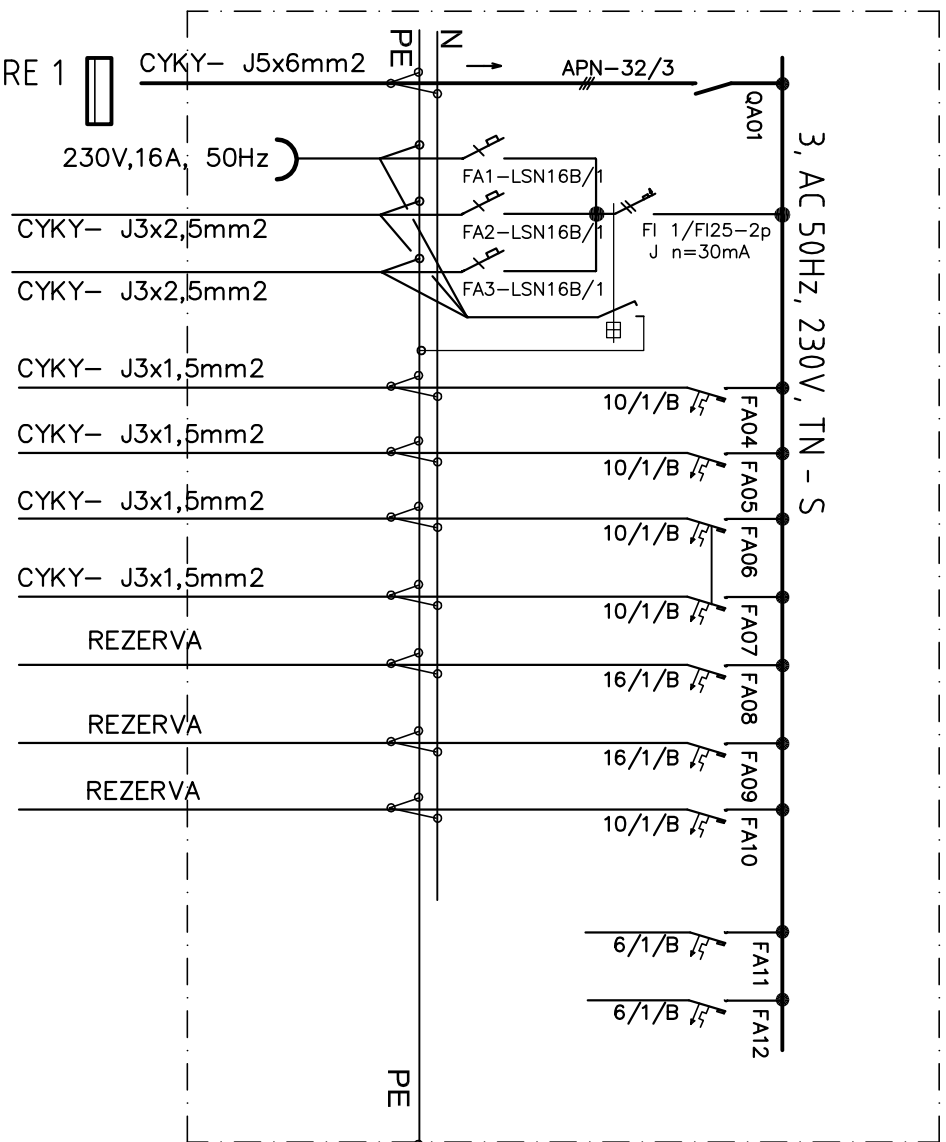 RE 1
CYKY- J5x6mm2
PE
N
APN-32/3
QA01
3, AC 50Hz, 230V, TN - S
230V,16A, 50Hz
FA1-LSN16B/1
CYKY- J3x2,5mm2
FA2-LSN16B/1
FI 1/FI25-2p
J n=30mA
CYKY- J3x2,5mm2
FA3-LSN16B/1
CYKY- J3x1,5mm2
10/1/B
FA04
CYKY- J3x1,5mm2
10/1/B
FA05
CYKY- J3x1,5mm2
10/1/B
FA06
CYKY- J3x1,5mm2
10/1/B
FA07
REZERVA
16/1/B
FA08
REZERVA
16/1/B
FA09
REZERVA
10/1/B
FA10
6/1/B
FA11
6/1/B
FA12
PE